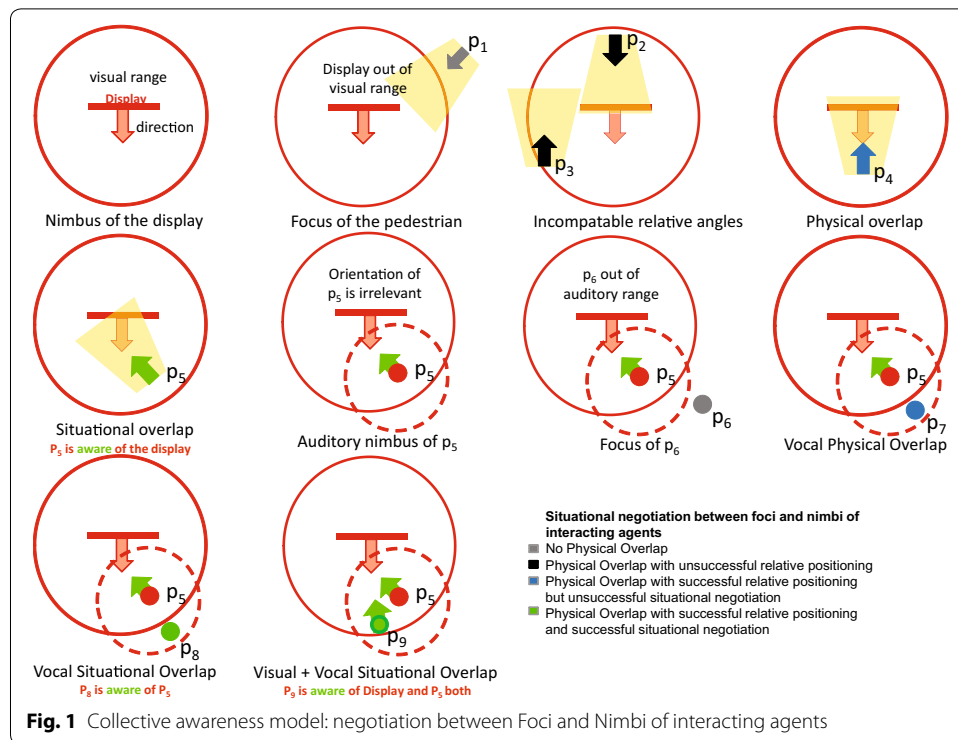 visual range
Display
direction
Nimbus of the display
Display out of
visual range
p1
Focus of the pedestrian
p2
p3
Incompatable relative angles
p4
Physical overlap
p5
Situational overlap
P5 is aware of the display
Orientation of
p5 is irrelevant
p5
Auditory nimbus of p5
p6 out of
auditory range
p5
p6
Focus of p6
p5
p7
Vocal Physical Overlap
p5
p8
Vocal Situational Overlap
P8 is aware of P5
p5
p9
Visual + Vocal Situational Overlap
P9 is aware of Display and P5 both
Situational negotiation between foci and nimbi of
interacting agents
No Physical Overlap
Physical Overlap with unsuccessful relative positioning
Physical Overlap with successful relative positioning
but unsuccessful situational negotiation
Physical Overlap with successful relative positioning
and successful situational negotiation
Fig. 1 Collective awareness model: negotiation between Foci and Nimbi of interacting agents